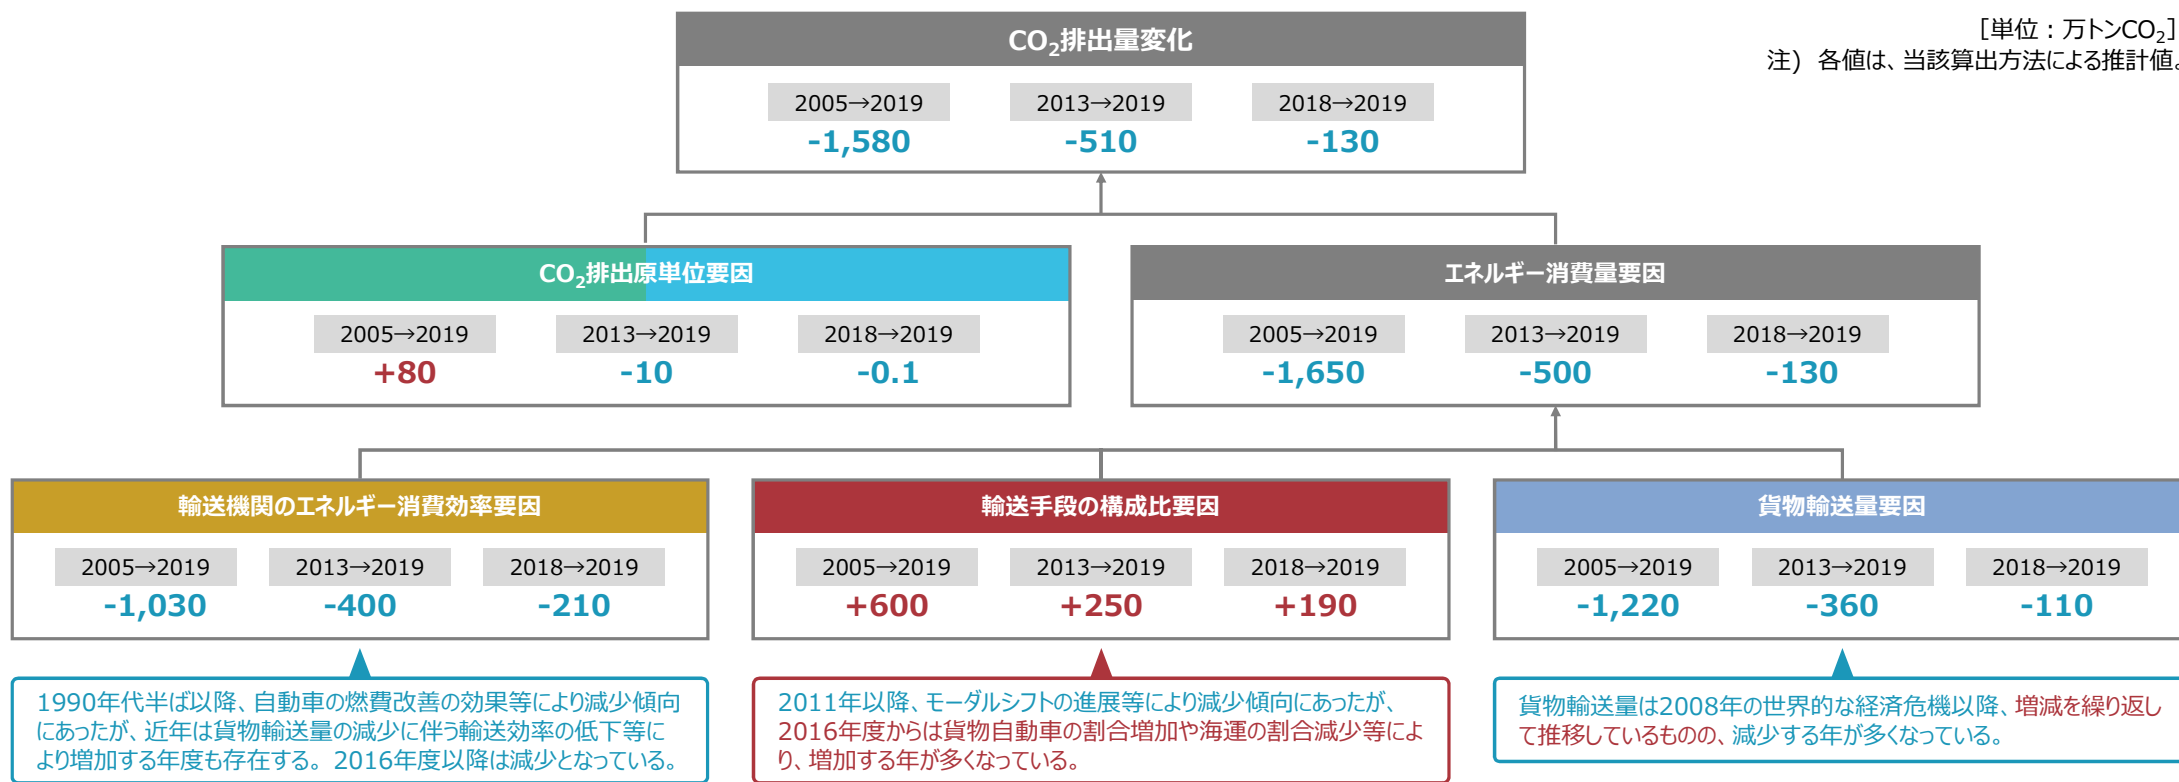 [単位：万トンCO2]
注) 各値は、当該算出方法による推計値。
CO2排出量変化
2005→2019 2013→2019 2018→2019
-1,580 -510 -130
CO2排出原単位要因
2005→2019 2013→2019 2018→2019
+80 -10 -0.1
エネルギー消費量要因
2005→2019 2013→2019 2018→2019
-1,650 -500 -130
輸送機関のエネルギー消費効率要因
2005→2019 2013→2019 2018→2019
-1,030 -400 -210
輸送手段の構成比要因
2005→2019 2013→2019 2018→2019
+600 +250 +190
貨物輸送量要因
2005→2019 2013→2019 2018→2019
-1,220 -360 -110
1990年代半ば以降、自動車の燃費改善の効果等により減少傾向
にあったが、近年は貨物輸送量の減少に伴う輸送効率の低下等に
より増加する年度も存在する。2016年度以降は減少となっている。
2011年以降、モーダルシフトの進展等により減少傾向にあったが、
2016年度からは貨物自動車の割合増加や海運の割合減少等によ
り、増加する年が多くなっている。
貨物輸送量は2008年の世界的な経済危機以降、増減を繰り返し
て推移しているものの、減少する年が多くなっている。